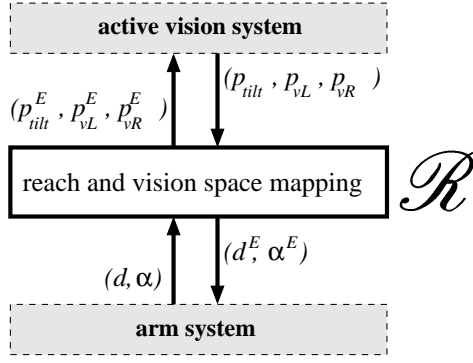 active vision system
(p_tilt^E , p_vL^E , p_vR^E )
(p_tilt , p_vL , p_vR )
reach and vision space mapping
ℛ
(d^E, α^E)
(d,α)
arm system